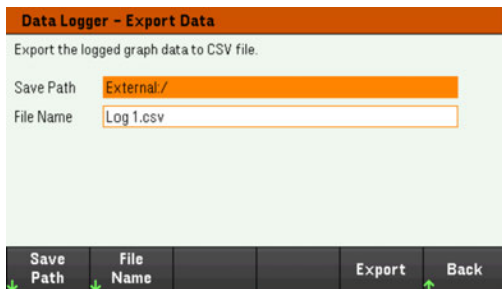 Data Logger - Export Data
Export the logged graph data to CSV file.
Save Path External:/
File Name Log 1.csv
Save Path
File Name
Export
Back